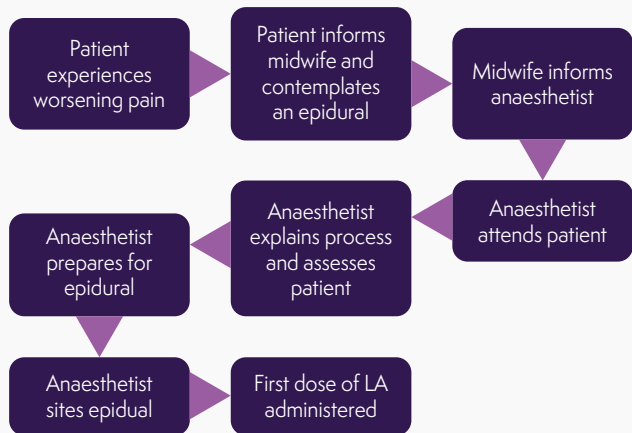 Patient
experiences
worsening pain
Patient informs
midwife and
contemplates
an epidural
Midwife informs
anaesthetist
Anaesthetist
attends patient
Anaesthetist
explains process
and assesses
patient
Anaesthetist
prepares for
epidural
Anaesthetist
sites epidual
First dose of LA
administered